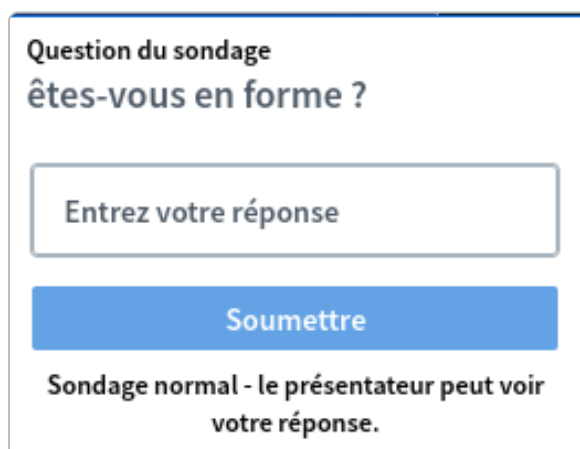 Question du sondage
êtes-vous en forme ?
Entrez votre réponse
Soumettre
Sondage normal - le présentateur peut voir
votre réponse.